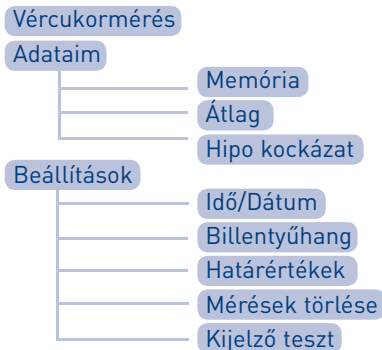 Vércukormérés
Adataim
Memória
Átlag
Hipo kockázat
Beállítások
Idő/Dátum
Billentyűhang
Határértékek
Mérések törlése
Kijelző teszt